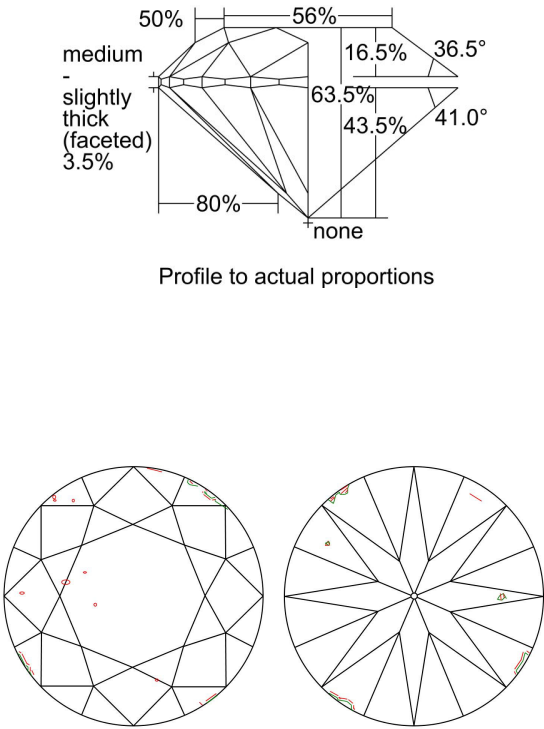 50%
56%
medium
-
slightly
thick
(faceted)
3.5%
16.5%
36.5°
63.5%
43.5%
41.0°
80%
none
Profile to actual proportions